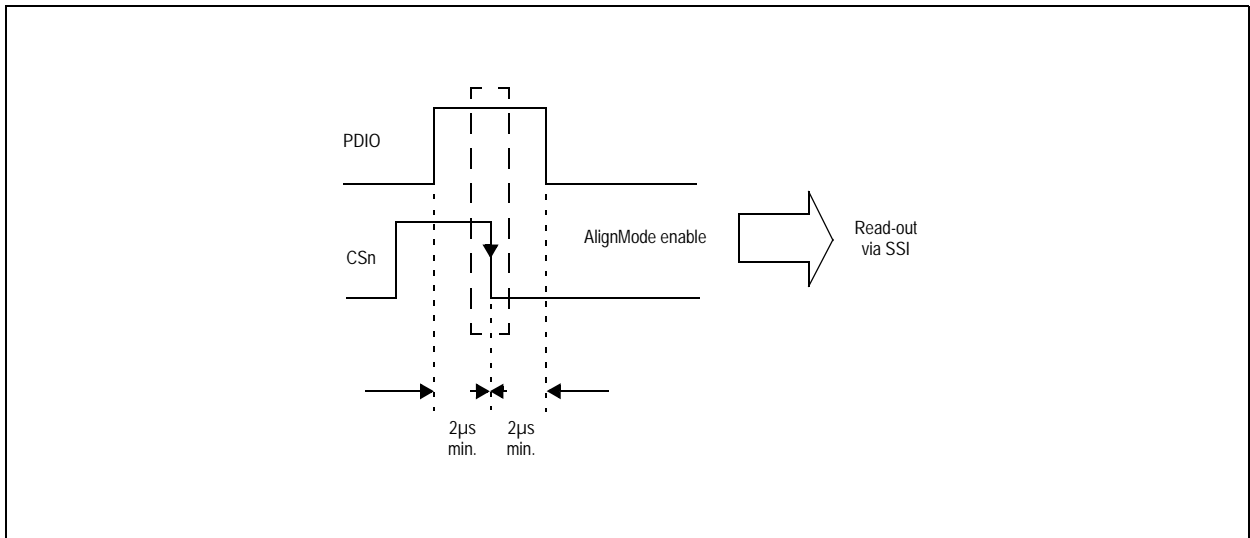 PDIO
CSn
AlignMode enable
Read-out
via SSI
2µs
min.
2µs
min.